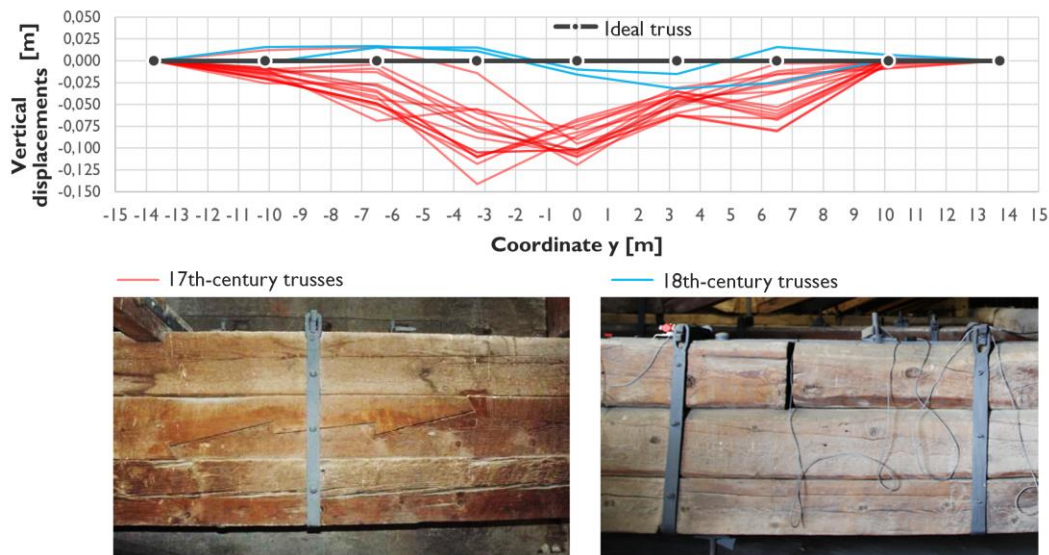 0,050
0,025
0,000
-0,025
-0,050
-0,075
-0,100
-0,125
-0,150
Vertical
displacements [m]
Ideal truss
-15 -14 -13 -12 -11 -10 -9 -8 -7 -6 -5 -4 -3 -2 -1 0 1 2 3 4 5 6 7 8 9 10 11 12 13 14 15
Coordinate y [m]
17th-century trusses
18th-century trusses